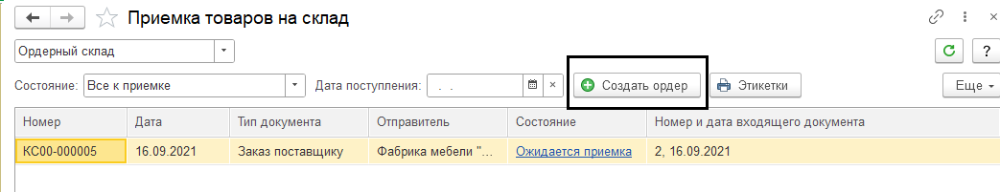 Приемка товаров на склад
Ордерный склад
?
Состояние: Все к приемке Дата поступления: . . Создать ордер Этикетки Еще
Номер Дата Тип документа Отправитель Состояние Номер и дата входящего документа
КС00-000005 16.09.2021 Заказ поставщику Фабрика мебели "... Ожидается приемка 2, 16.09.2021